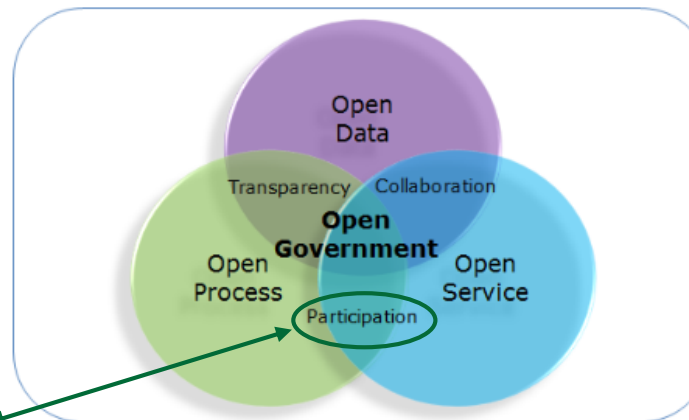 Open
Data
Transparency
Collaboration
Open
Government
Open
Process
Open
Service
Participation